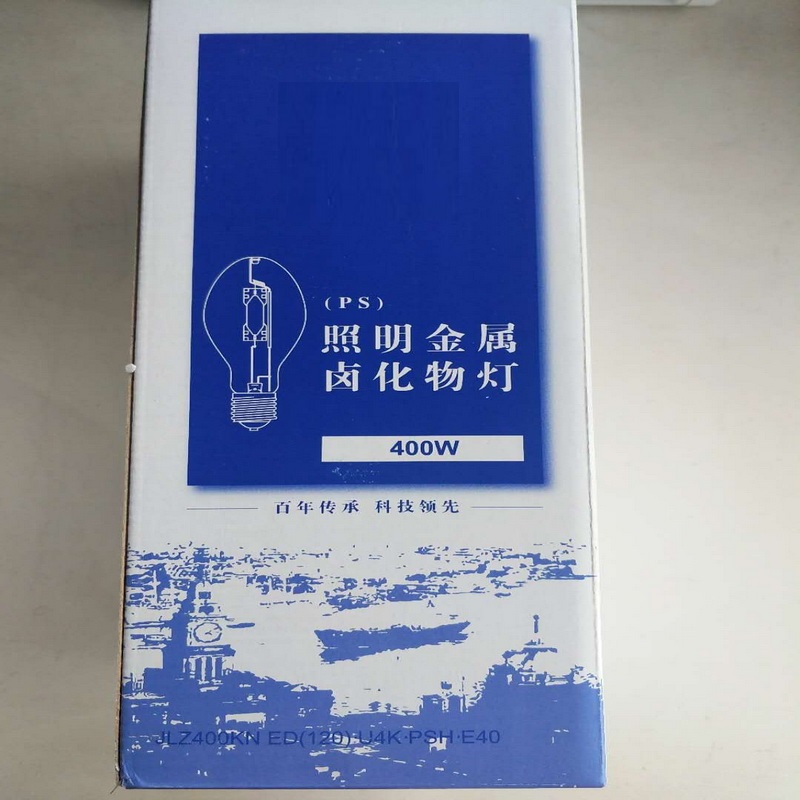 (PS)
照明金属
卤化物灯
400W
百年传承 科技领先
JLZ400KN ED(120)·U4K·PSH·E40